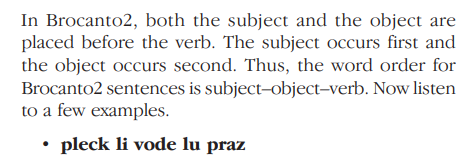 In Brocanto2, both the subject and the object are
placed before the verb. The subject occurs first and
the object occurs second. Thus, the word order for
Brocanto2 sentences is subject–object–verb. Now listen
to a few examples.
• pleck li vode lu praz